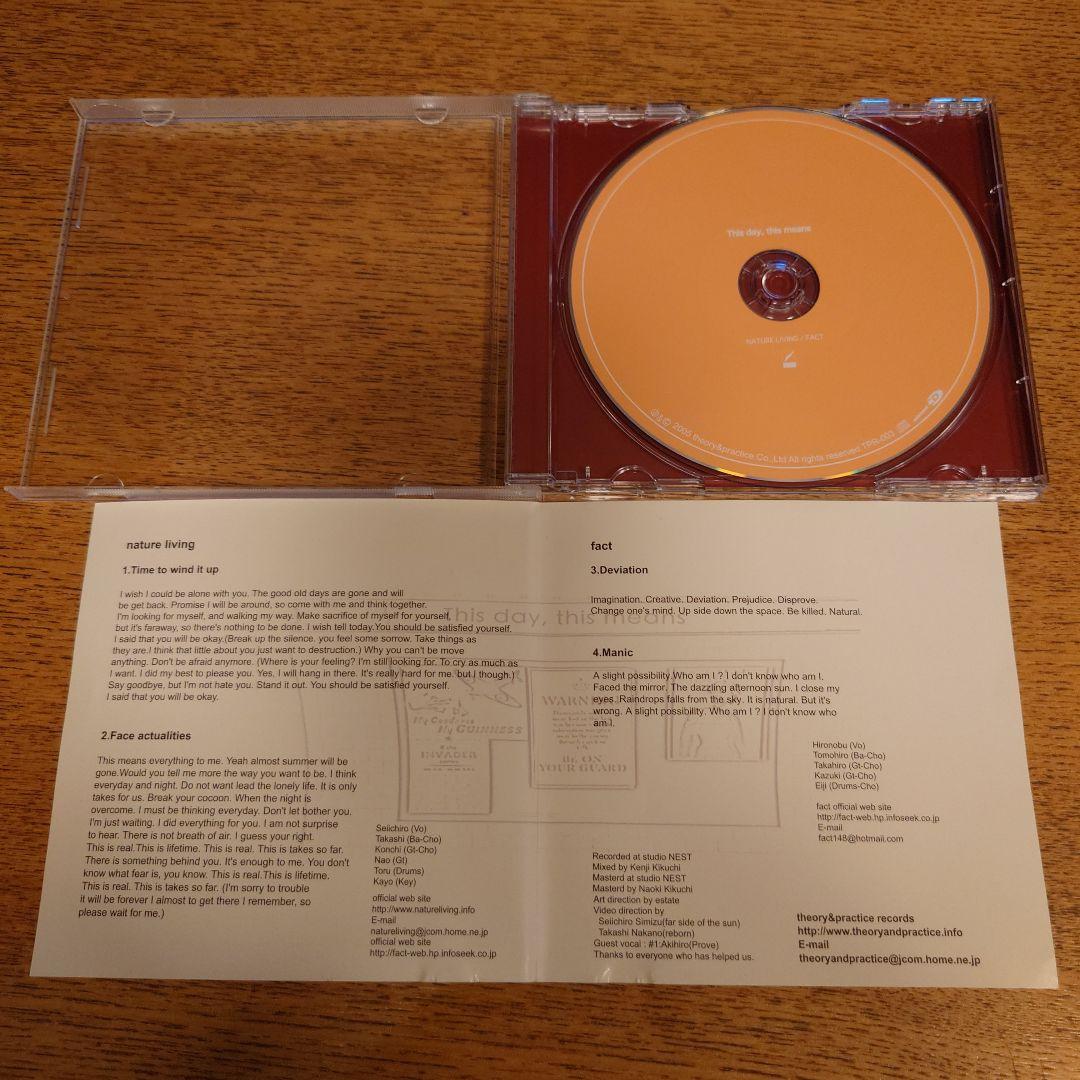 This day, this means
NATURE LIVING / FACT
Ⓟ&© 2005 theory&practice Co.,Ltd All rights reserved TPR-003
nature living
1.Time to wind it up
I wish I could be alone with you. The good old days are gone and will
be get back. Promise I will be around, so come with me and think together.
I'm looking for myself, and walking my way. Make sacrifice of myself for yourself,
but it's faraway, so there's nothing to be done. I wish tell today.You should be satisfied yourself.
I said that you will be okay.(Break up the silence. you feel some sorrow. Take things as
they are.I think that little about you just want to destruction.) Why you can't be move
anything. Don't be afraid anymore. (Where is your feeling? I'm still looking for. To cry as much as
I want. I did my best to please you. Yes, I will hang in there. It's really hard for me. but I though.)
Say goodbye, but I'm not hate you. Stand it out. You should be satisfied yourself.
I said that you will be okay.
2.Face actualities
This means everything to me. Yeah almost summer will be
gone.Would you tell me more the way you want to be. I think
everyday and night. Do not want lead the lonely life. It is only
takes for us. Break your cocoon. When the night is
overcome. I must be thinking everyday. Don't let bother you.
I'm just waiting. I did everything for you. I am not surprise
to hear. There is not breath of air. I guess your right.
This is real.This is lifetime. This is real. This is takes so far.
There is something behind you. It's enough to me. You don't
know what fear is, you know. This is real.This is lifetime.
This is real. This is takes so far. (I'm sorry to trouble
it will be forever I almost to get there I remember, so
please wait for me.)
Seiichiro (Vo)
Takashi (Ba-Cho)
Konchi (Gt-Cho)
Nao (Gt)
Toru (Drums)
Kayo (Key)
official web site
http://www.natureliving.info
E-mail
natureliving@jcom.home.ne.jp
official web site
http://fact-web.hp.infoseek.co.jp
fact
3.Deviation
Imagination. Creative. Deviation. Prejudice. Disprove.
Change one's mind. Up side down the space. Be killed. Natural.
This day, this means
4.Manic
A slight possibility.Who am I ? I don't know who am I.
Faced the mirror. The dazzling afternoon sun. I close my
eyes. Raindrops falls from the sky. It is natural. But it's
wrong. A slight possibility. Who am I ? I don't know who
am I.
My Goodness
My GUINNESS
INVADER
BE ON
YOUR GUARD
Hironobu (Vo)
Tomohiro (Ba-Cho)
Takahiro (Gt-Cho)
Kazuki (Gt-Cho)
Eiji (Drums-Cho)
fact official web site
http://fact-web.hp.infoseek.co.jp
E-mail
fact148@hotmail.com
Recorded at studio NEST
Mixed by Kenji Kikuchi
Masterd at studio NEST
Masterd by Naoki Kikuchi
Art direction by estate
Video direction by
Seiichiro Simizu(far side of the sun)
Takashi Nakano(reborn)
Guest vocal : #1:Akihiro(Prove)
Thanks to everyone who has helped us.
theory&practice records
http://www.theoryandpractice.info
E-mail
theoryandpractice@jcom.home.ne.jp